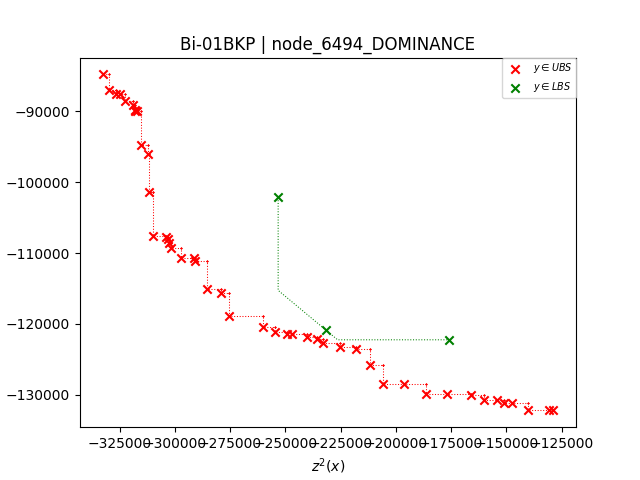 Bi-01BKP | node_6494_DOMINANCE
y ∈ UBS
y ∈ LBS
−90000
−100000
−110000
−120000
−130000
−325000 −300000 −275000 −250000 −225000 −200000 −175000 −150000 −125000
z²(x)